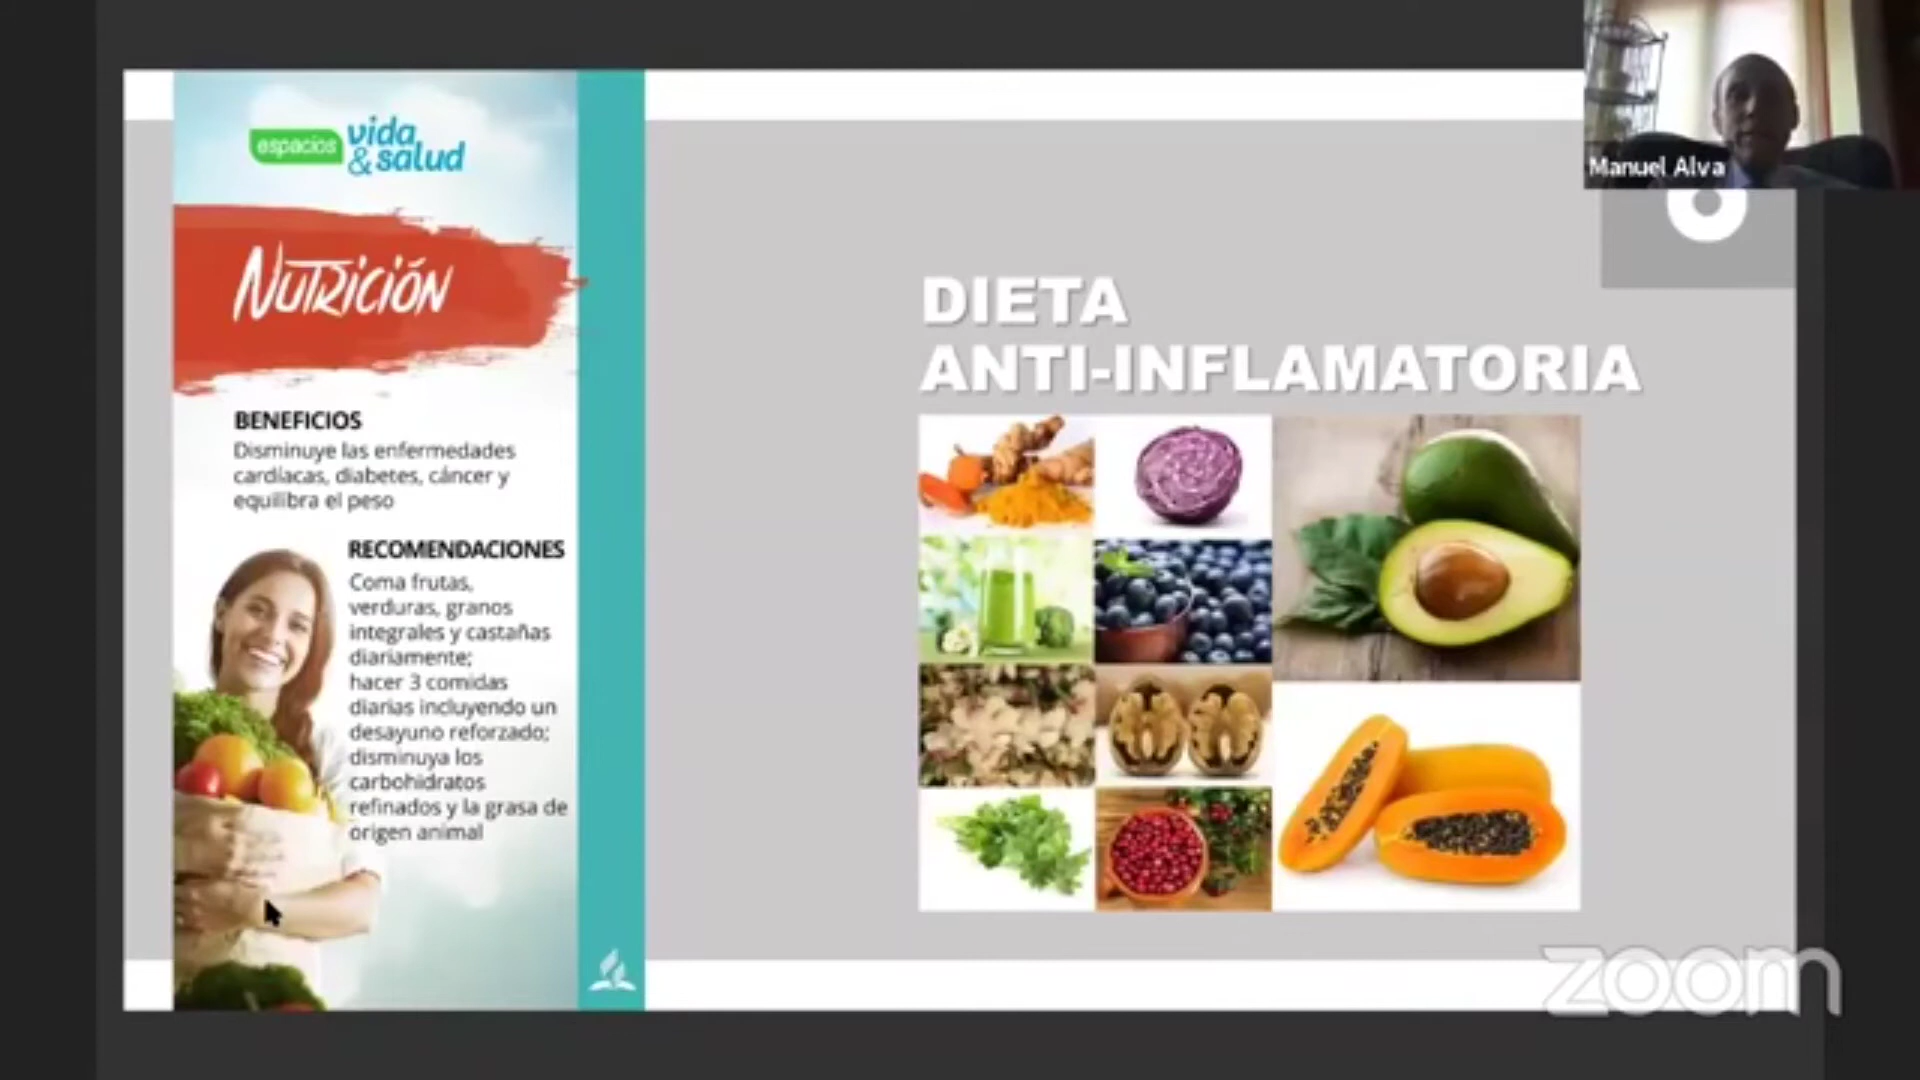 espacios
vida
&salud
NUTRICIÓN
BENEFICIOS
Disminuye las enfermedades
cardíacas, diabetes, cáncer y
equilibra el peso
RECOMENDACIONES
Coma frutas,
verduras, granos
integrales y castañas
diariamente;
hacer 3 comidas
diarias incluyendo un
desayuno reforzado;
disminuya los
carbohidratos
refinados y la grasa de
origen animal
DIETA
ANTI-INFLAMATORIA
Manuel Alva
zoom